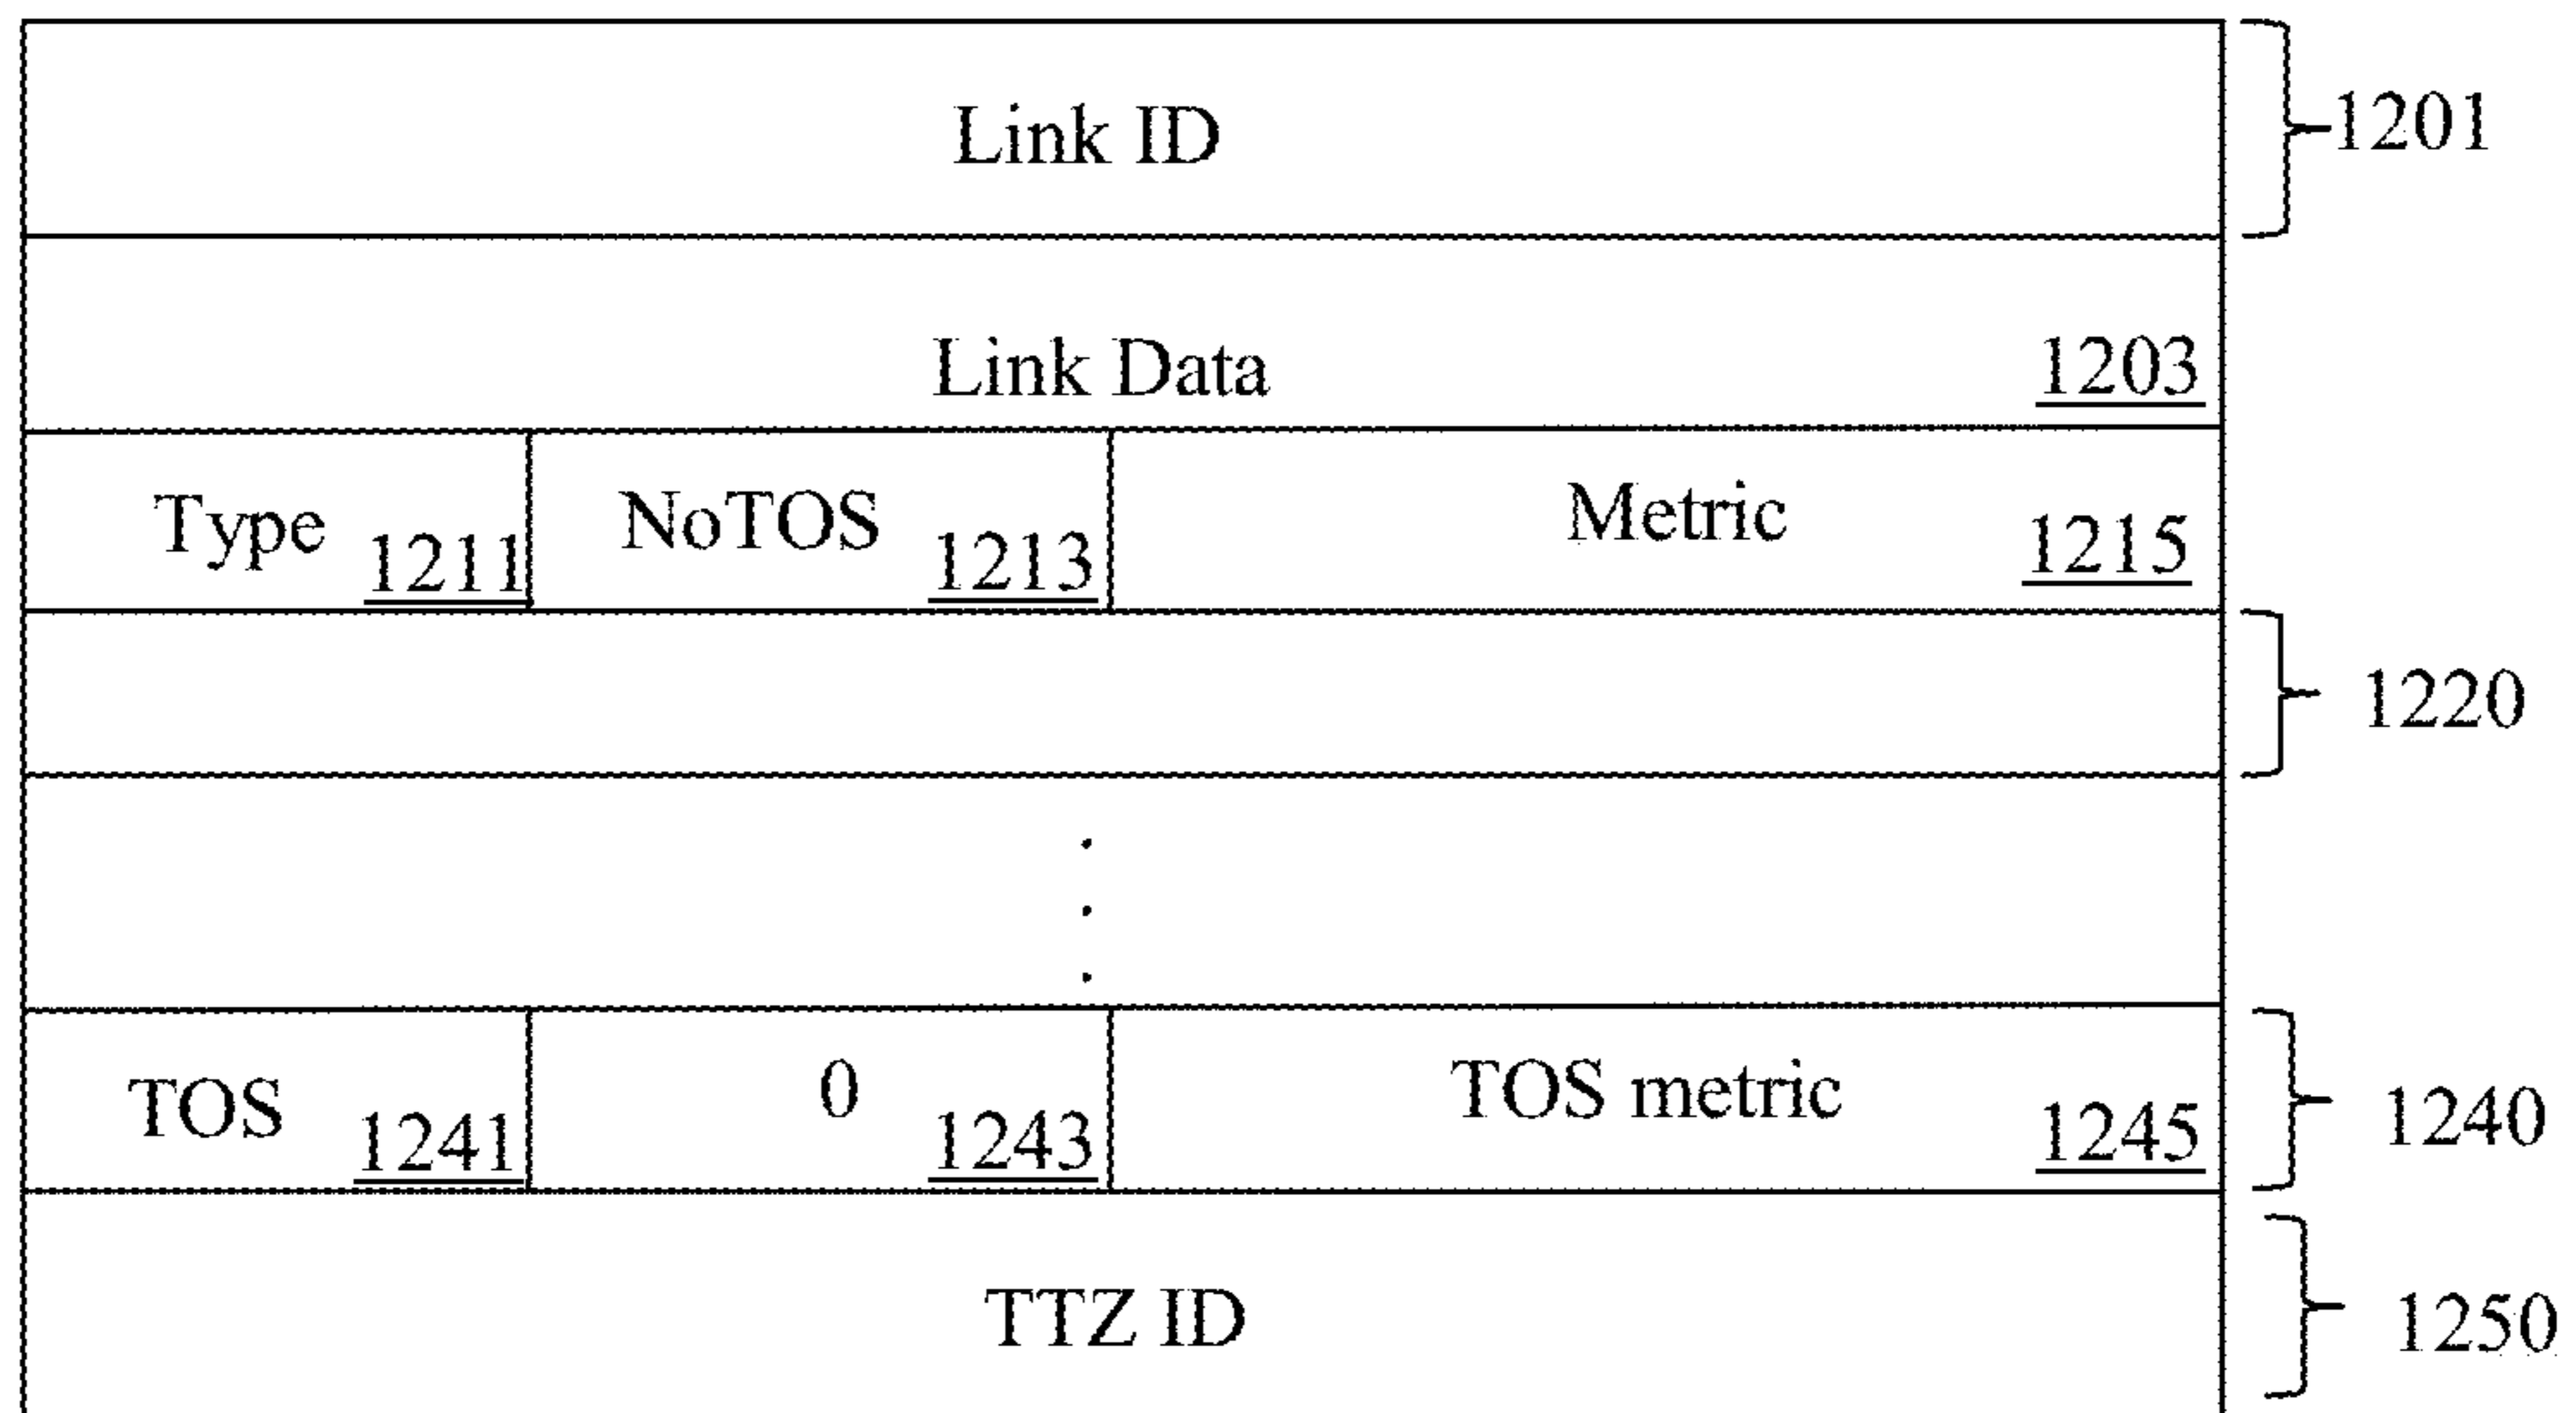 Link ID 1201
Link Data 1203
Type 1211 NoTOS 1213 Metric 1215
1220
TOS 1241 0 1243 TOS metric 1245 1240
TTZ ID 1250